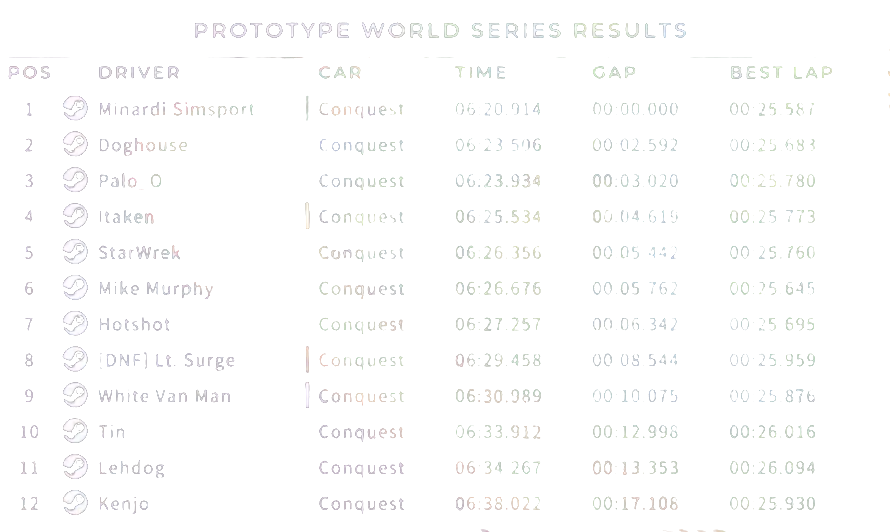 PROTOTYPE WORLD SERIES RESULTS
POS DRIVER CAR TIME GAP BEST LAP
1 Minardi Simsport Conquest 06:20.914 00:00.000 00:25.587
2 Doghouse Conquest 06:23.506 00:02.592 00:25.683
3 Palo_O Conquest 06:23.934 00:03.020 00:25.780
4 Itaken Conquest 06:25.534 00:04.619 00:25.773
5 StarWrek Conquest 06:26.356 00:05.442 00:25.760
6 Mike Murphy Conquest 06:26.676 00:05.762 00:25.645
7 Hotshot Conquest 06:27.257 00:06.342 00:25.695
8 [DNF] Lt. Surge Conquest 06:29.458 00:08.544 00:25.959
9 White Van Man Conquest 06:30.989 00:10.075 00:25.876
10 Tin Conquest 06:33.912 00:12.998 00:26.016
11 Lehdog Conquest 06:34.267 00:13.353 00:26.094
12 Kenjo Conquest 06:38.022 00:17.108 00:25.930